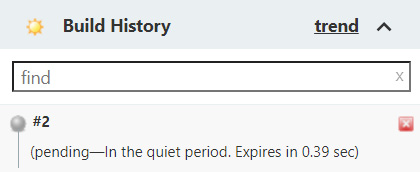 Build History trend
find x
#2
(pending—In the quiet period. Expires in 0.39 sec)